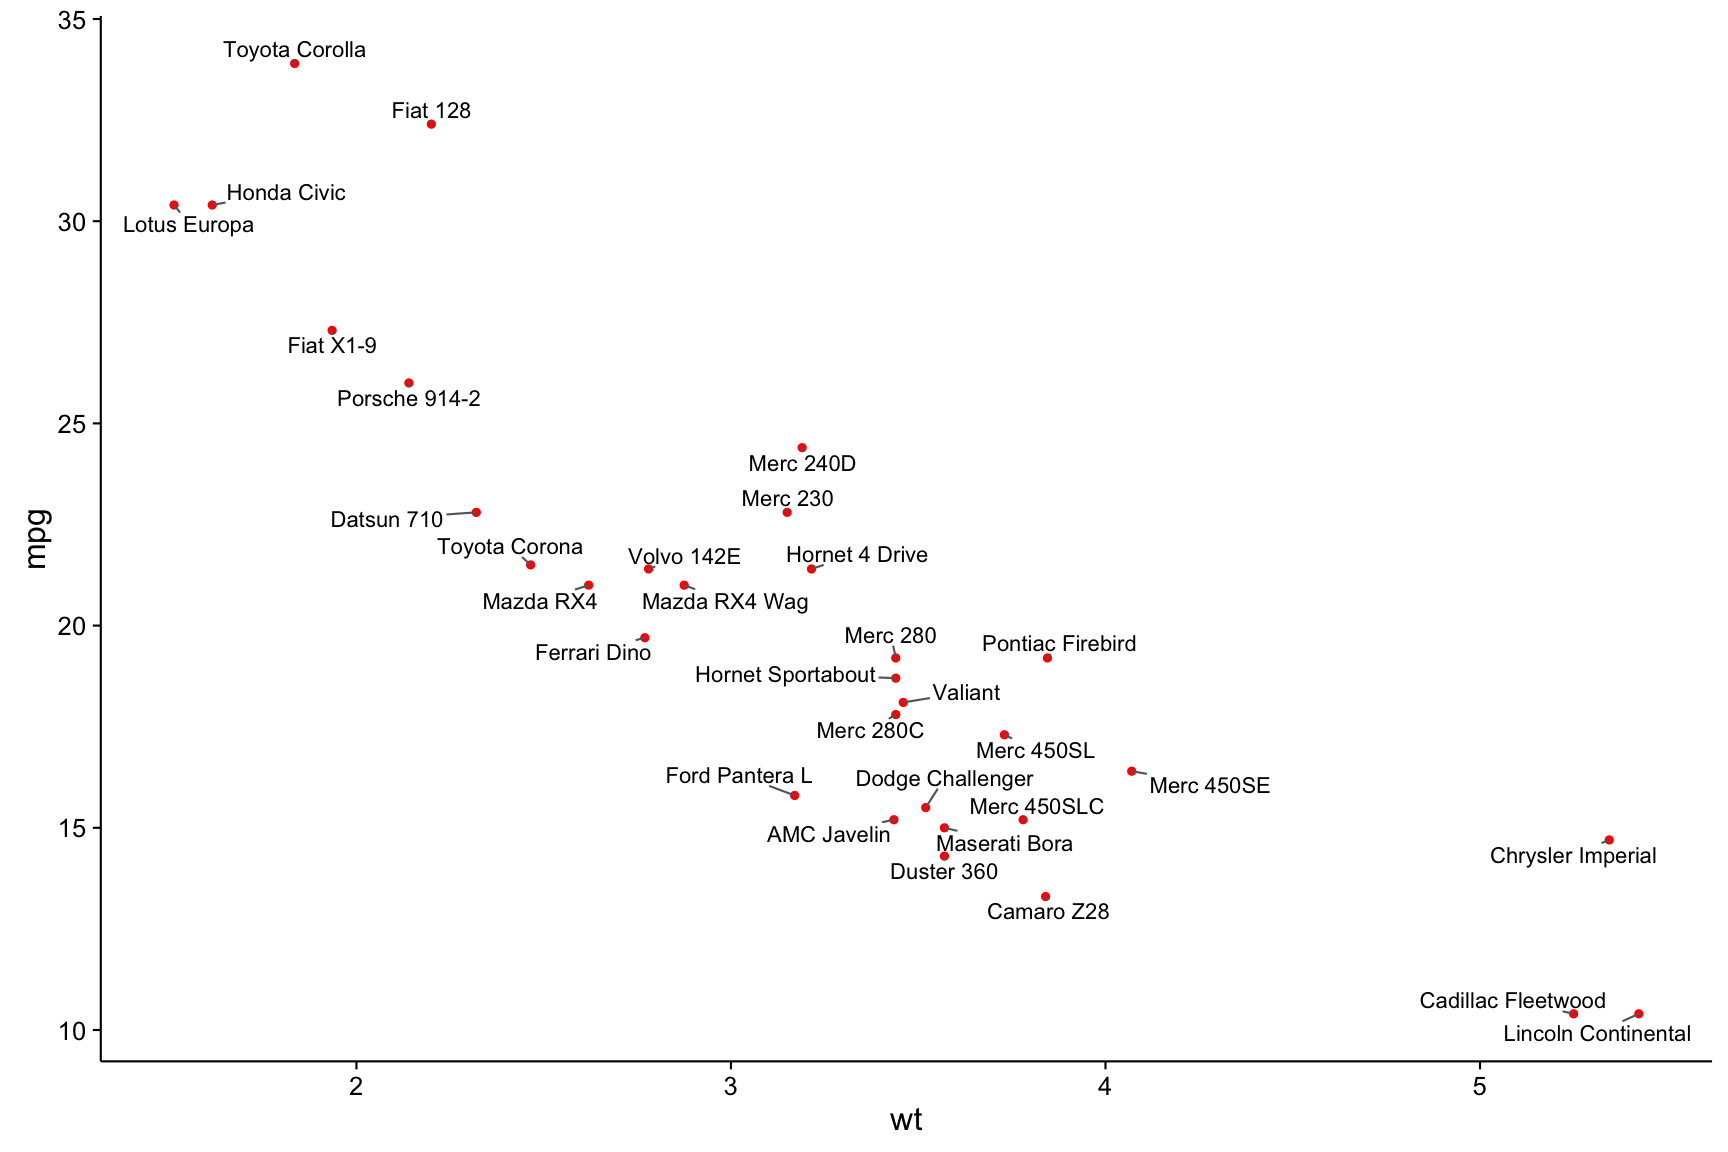 35
Toyota Corolla
Fiat 128
Honda Civic
30
Lotus Europa
Fiat X1-9
Porsche 914-2
25
Merc 240D
Merc 230
Datsun 710
mpg
Toyota Corona
Volvo 142E
Hornet 4 Drive
Mazda RX4
Mazda RX4 Wag
20
Merc 280
Pontiac Firebird
Ferrari Dino
Hornet Sportabout
Valiant
Merc 280C
Merc 450SL
Ford Pantera L
Dodge Challenger
Merc 450SE
Merc 450SLC
15
AMC Javelin
Maserati Bora
Chrysler Imperial
Duster 360
Camaro Z28
Cadillac Fleetwood
10
Lincoln Continental
2 3 4 5
wt